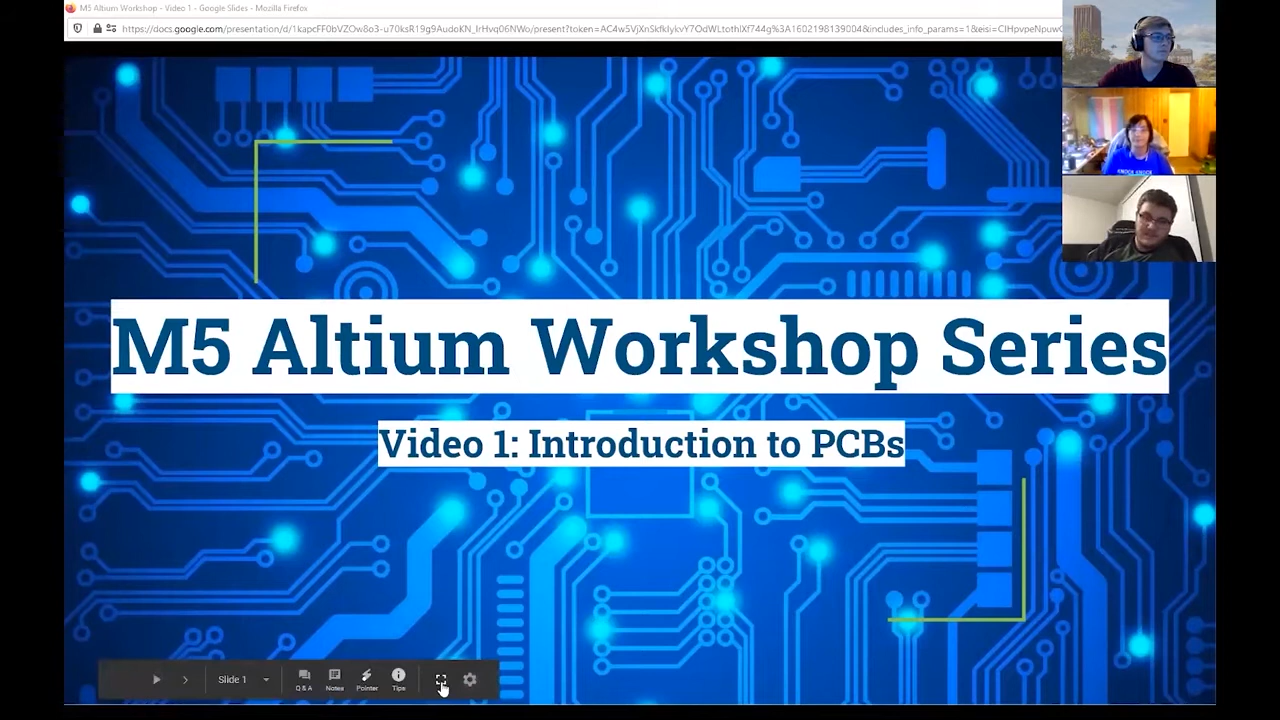 M5 Altium Workshop - Video 1 - Google Slides - Mozilla Firefox
M5 Altium Workshop Series
Video 1: Introduction to PCBs
Slide 1
Q & A
Notes
Pointer
Tips